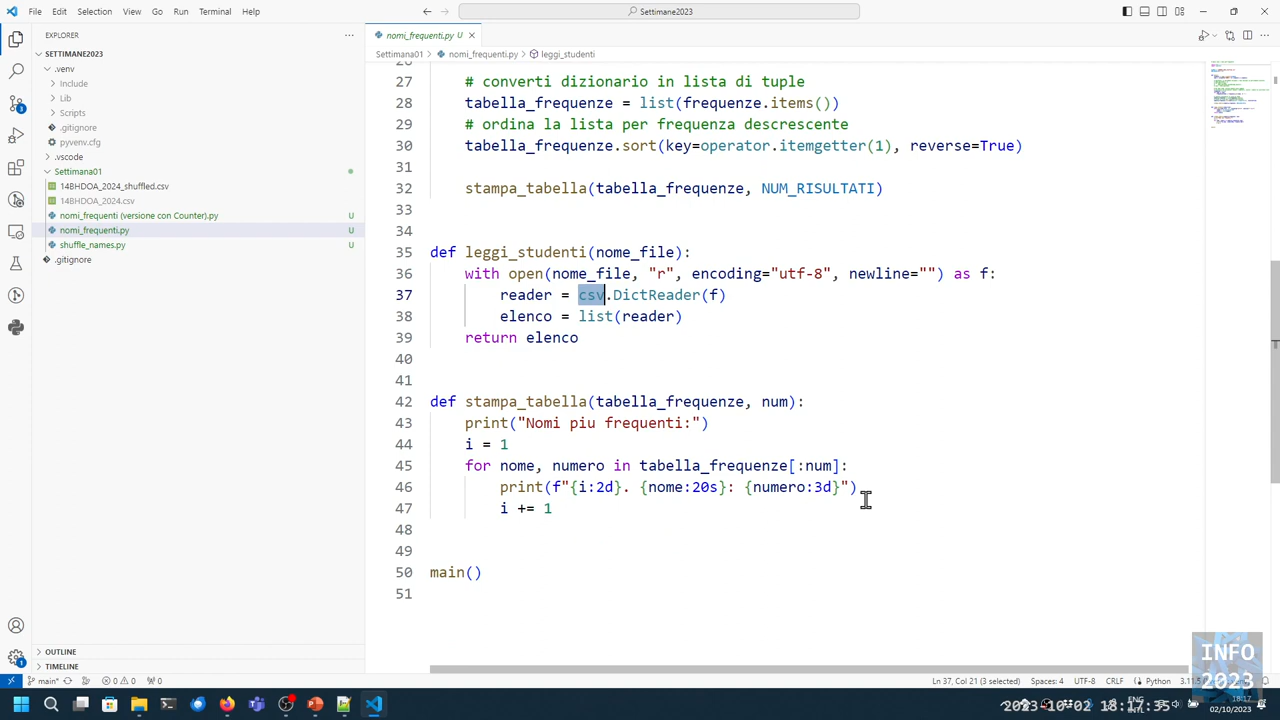 File Edit Selection View Go Run Terminal Help
Settimane2023
EXPLORER
nomi_frequenti.py U
SETTIMANE2023
Settimana01 > nomi_frequenti.py > leggi_studenti
.venv
Include
Lib
Scripts
.gitignore
pyvenv.cfg
.vscode
Settimana01
14BHDOA_2024_shuffled.csv
14BHDOA_2024.csv
nomi_frequenti (versione con Counter).py U
nomi_frequenti.py U
shuffle_names.py U
.gitignore
26
27 # converti dizionario in lista di tuple
28 tabella_frequenze = list(frequenze.items())
29 # ordina la lista per frequenza descrescente
30 tabella_frequenze.sort(key=operator.itemgetter(1), reverse=True)
31
32 stampa_tabella(tabella_frequenze, NUM_RISULTATI)
33
34
35 def leggi_studenti(nome_file):
36 with open(nome_file, "r", encoding="utf-8", newline="") as f:
37 reader = csv.DictReader(f)
38 elenco = list(reader)
39 return elenco
40
41
42 def stampa_tabella(tabella_frequenze, num):
43 print("Nomi piu frequenti:")
44 i = 1
45 for nome, numero in tabella_frequenze[:num]:
46 print(f"{i:2d}. {nome:20s}: {numero:3d}")
47 i += 1
48
49
50 main()
51
OUTLINE
TIMELINE
INFO
2023
main* 0 0 0
Ln 37, Col 21 (3 selected) Spaces: 4 UTF-8 CRLF Python
ENG
INTL
18:17
02/10/2023
2023-10-02 18:17:35